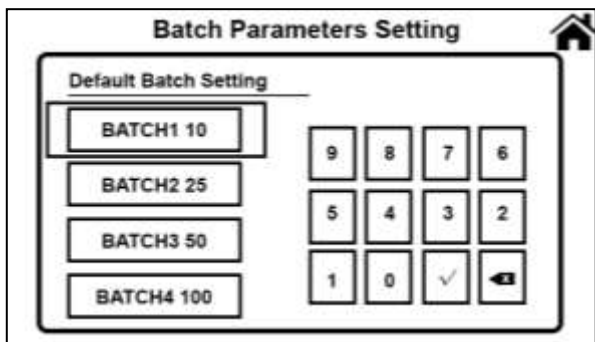 Batch Parameters Setting
Default Batch Setting
BATCH1 10
BATCH2 25
BATCH3 50
BATCH4 100
9 8 7 6
5 4 3 2
1 0 ✓